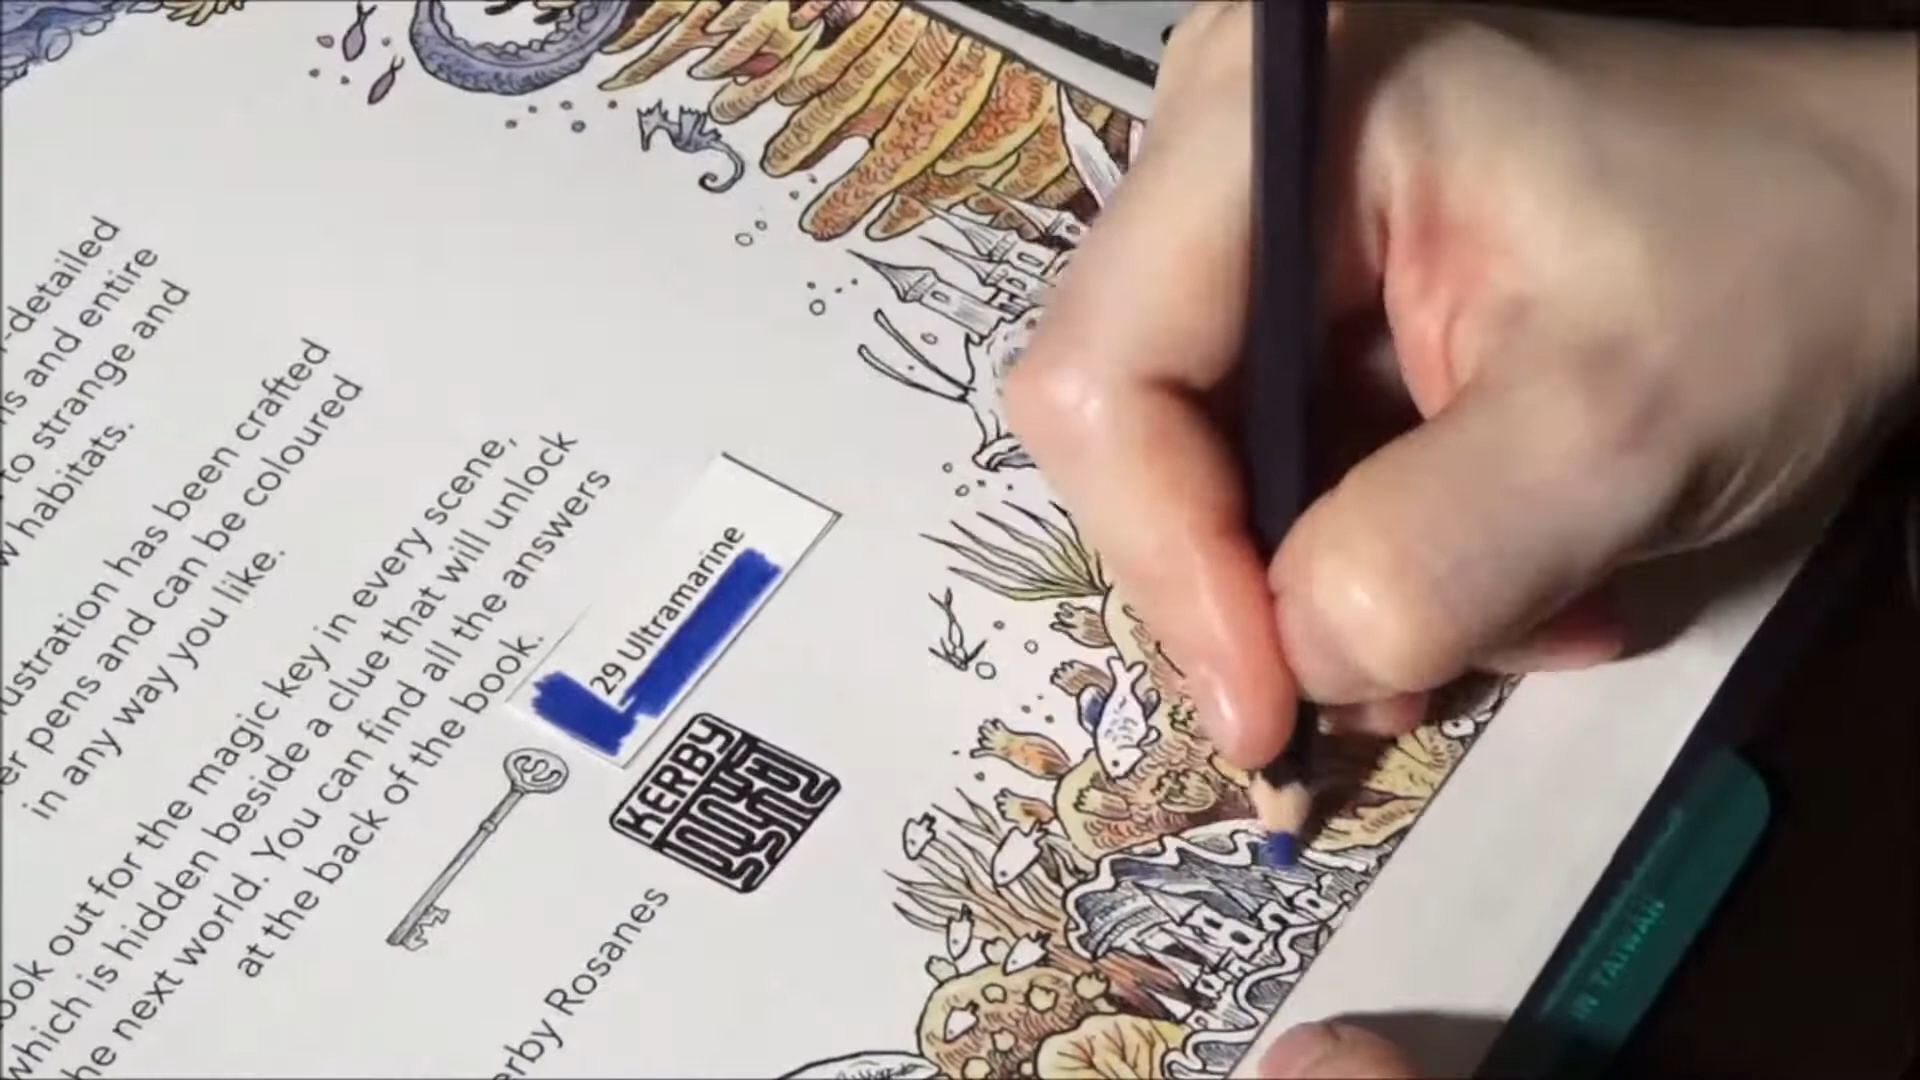 -detailed
and entire
to strange and
habitats.
ustration has been crafted
er pens and can be coloured
in any way you like.
ook out for the magic key in every scene,
which is hidden beside a clue that will unlock
he next world. You can find all the answers
at the back of the book.
erby Rosanes
29 Ultramarine
KERBY
IN TAIWAN